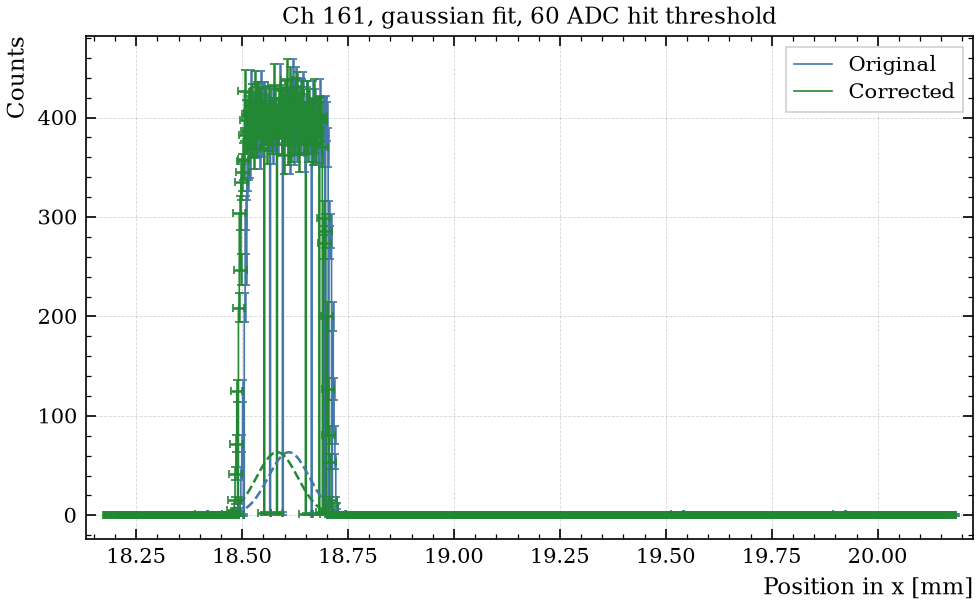 Ch 161, gaussian fit, 60 ADC hit threshold
Counts
Original
Corrected
400
300
200
100
0
18.25 18.50 18.75 19.00 19.25 19.50 19.75 20.00
Position in x [mm]